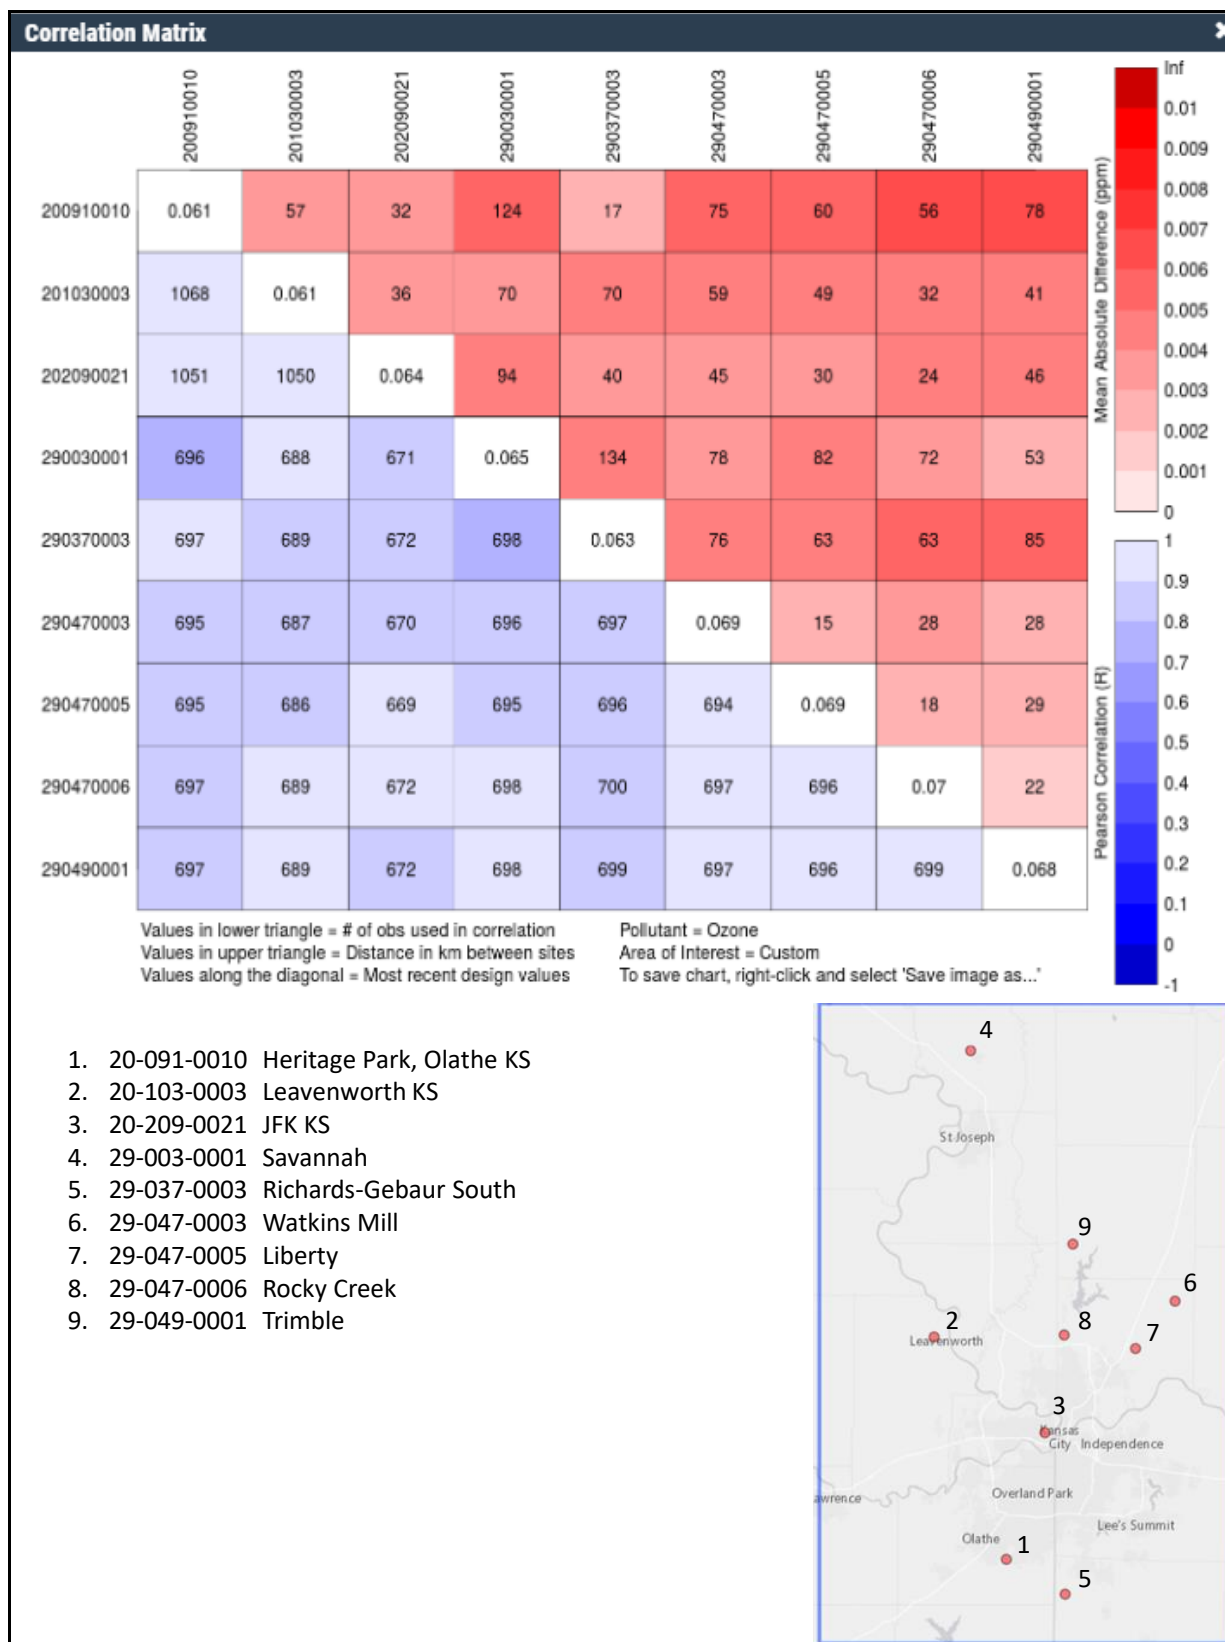 Correlation Matrix ✖
200910010 201030003 202090021 290030001 290370003 290470003 290470005 290470006 290490001
200910010 0.061 57 32 124 17 75 60 56 78
201030003 1068 0.061 36 70 70 59 49 32 41
202090021 1051 1050 0.064 94 40 45 30 24 46
290030001 696 688 671 0.065 134 78 82 72 53
290370003 697 689 672 698 0.063 76 63 63 85
290470003 695 687 670 696 697 0.069 15 28 28
290470005 695 686 669 695 696 694 0.069 18 29
290470006 697 689 672 698 700 697 696 0.07 22
290490001 697 689 672 698 699 697 696 699 0.068
Mean Absolute Difference (ppm)
Inf
0.01
0.009
0.008
0.007
0.006
0.005
0.004
0.003
0.002
0.001
0
Pearson Correlation (R)
1
0.9
0.8
0.7
0.6
0.5
0.4
0.3
0.2
0.1
0
-1
Values in lower triangle = # of obs used in correlation
Values in upper triangle = Distance in km between sites
Values along the diagonal = Most recent design values
Pollutant = Ozone
Area of Interest = Custom
To save chart, right-click and select 'Save image as...'
1. 20-091-0010 Heritage Park, Olathe KS
2. 20-103-0003 Leavenworth KS
3. 20-209-0021 JFK KS
4. 29-003-0001 Savannah
5. 29-037-0003 Richards-Gebaur South
6. 29-047-0003 Watkins Mill
7. 29-047-0005 Liberty
8. 29-047-0006 Rocky Creek
9. 29-049-0001 Trimble
4
St Joseph
9
6
2
Leavenworth
8
7
3
Kansas
City
Independence
awrence
Overland Park
Lee's Summit
Olathe
1
5